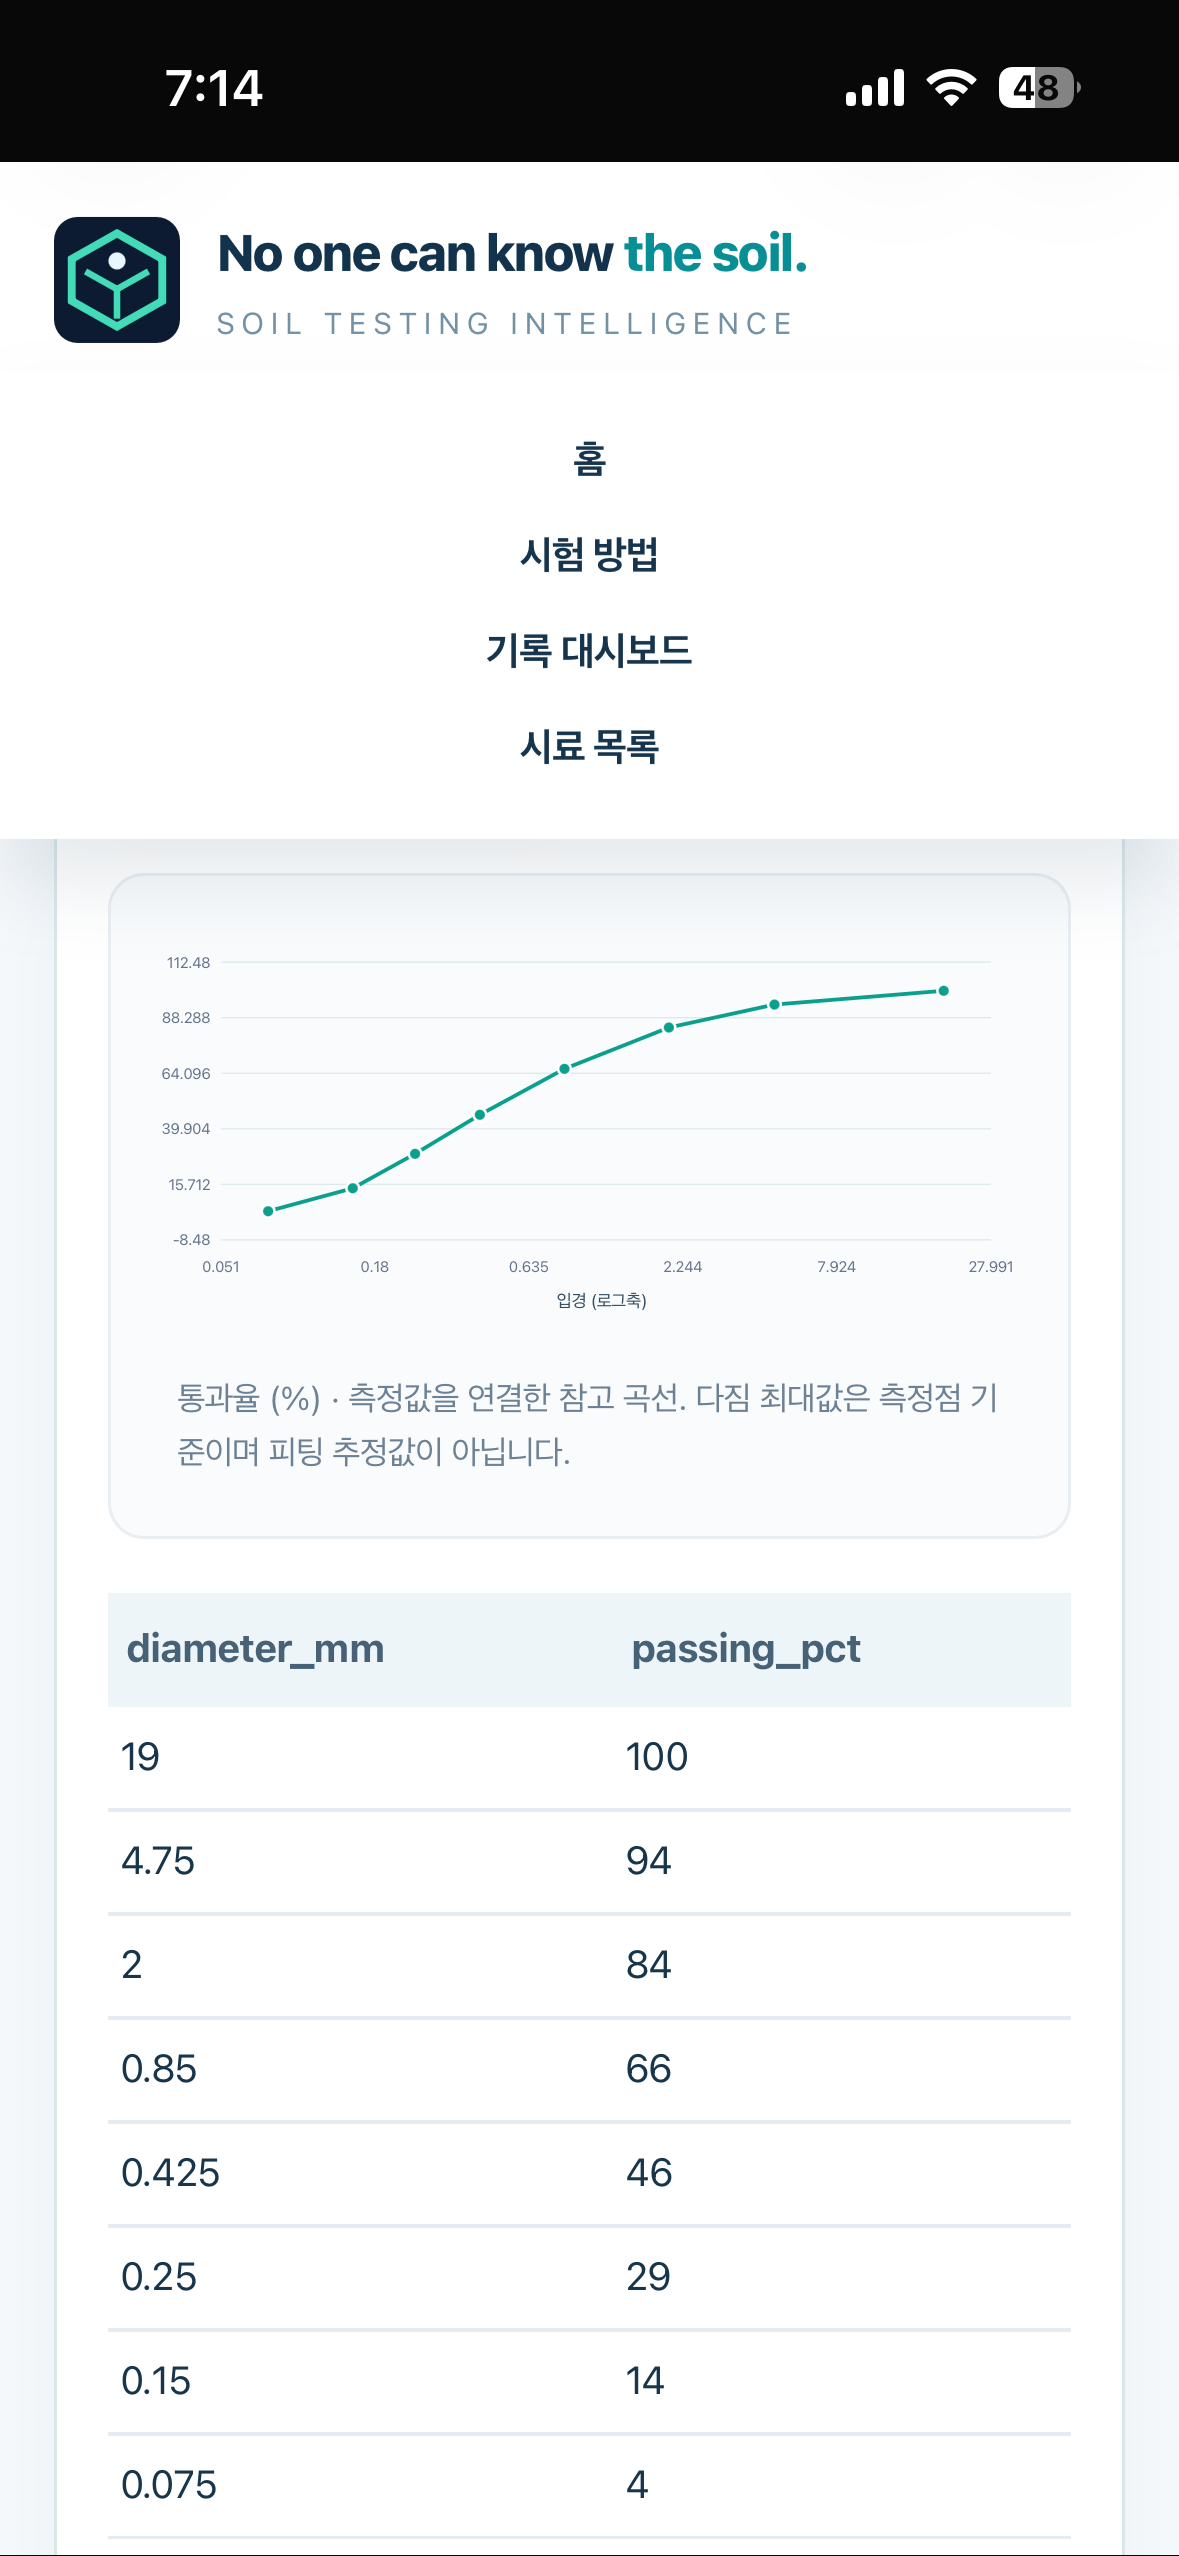 7:14
48
No one can know the soil.
SOIL TESTING INTELLIGENCE
홈
시험 방법
기록 대시보드
시료 목록
112.48
88.288
64.096
39.904
15.712
-8.48
0.051 0.18 0.635 2.244 7.924 27.991
입경 (로그축)
통과율 (%) · 측정값을 연결한 참고 곡선. 다짐 최대값은 측정점 기
준이며 피팅 추정값이 아닙니다.
diameter_mm passing_pct
19 100
4.75 94
2 84
0.85 66
0.425 46
0.25 29
0.15 14
0.075 4